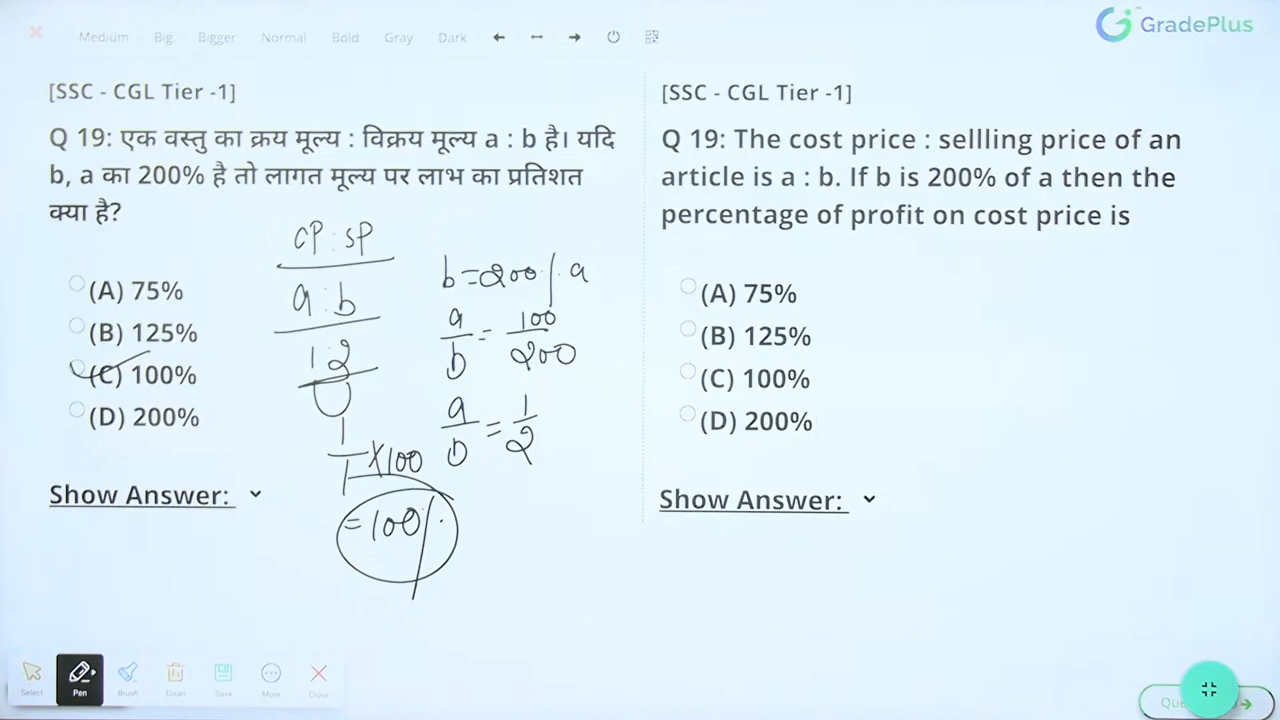 Medium Big Bigger Normal Bold Gray Dark
GradePlus
[SSC - CGL Tier -1]
Q 19: एक वस्तु का क्रय मूल्य : विक्रय मूल्य a : b है। यदि
b, a का 200% है तो लागत मूल्य पर लाभ का प्रतिशत
क्या है?
(A) 75%
(B) 125%
(C) 100%
(D) 200%
Show Answer:
CP : SP
a : b
1 : 2
1/1 × 100
= 100%
b = 200% a
a/b = 100/200
a/b = 1/2
[SSC - CGL Tier -1]
Q 19: The cost price : sellling price of an
article is a : b. If b is 200% of a then the
percentage of profit on cost price is
(A) 75%
(B) 125%
(C) 100%
(D) 200%
Show Answer:
Select Pen Brush Clean Save More Close